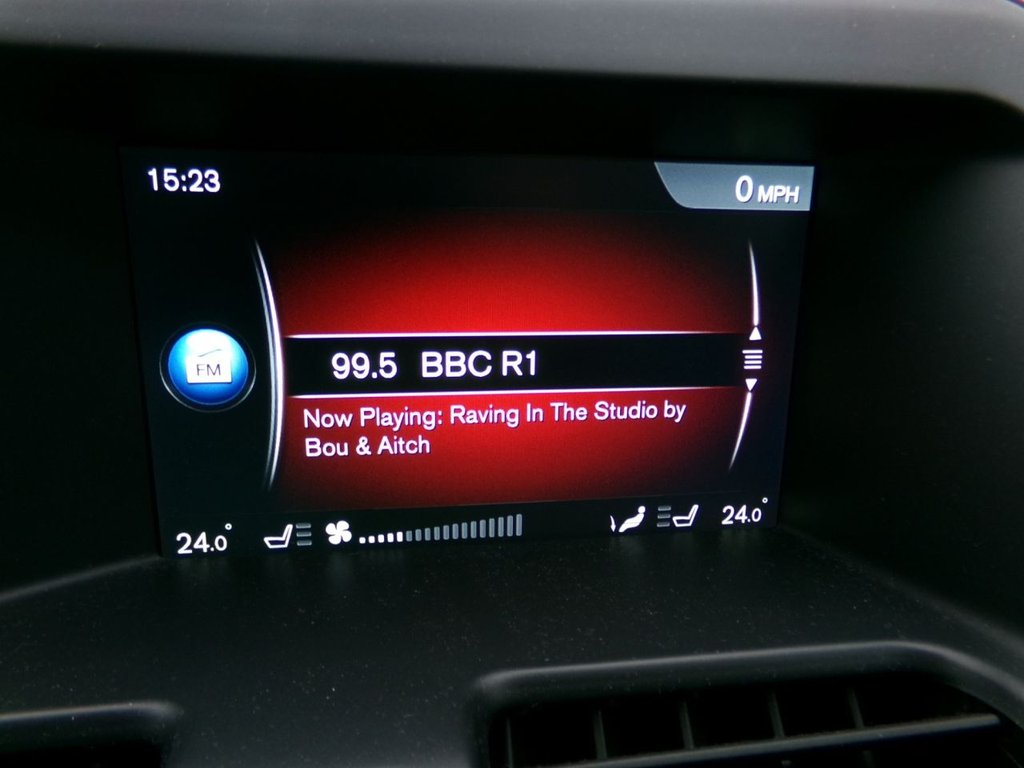 15:23
0 MPH
FM
99.5 BBC R1
Now Playing: Raving In The Studio by
Bou & Aitch
24.0°
24.0°